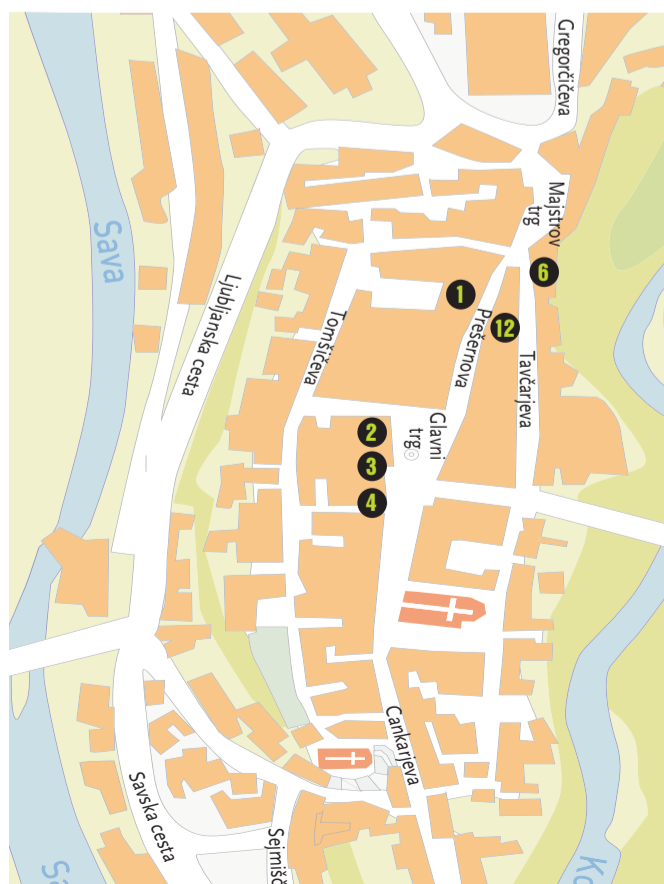 Gregorčičeva
Majstrov
trg
6
Sava
1
Ljubljanska cesta
Tomšičeva
Prešernova
12
Tavčarjeva
Glavni
trg
2
3
4
Cankarjeva
Savska cesta